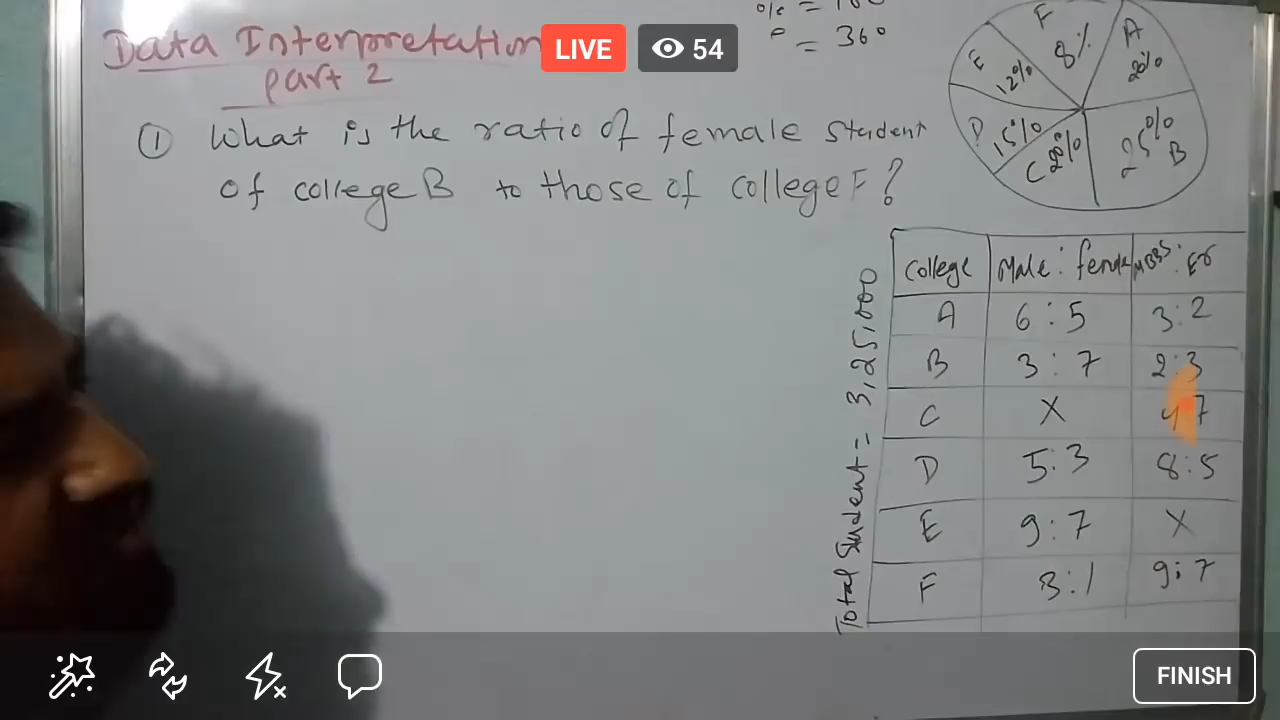 Data Interpretation
part 2
LIVE
54
% = 100
° = 360
① What is the ratio of female student
of college B to those of college F?
F 8%
A 20%
E 12%
D 15%
C 20%
25% B
Total Student = 3,25,000
College Male : female MBBS : Er
A 6 : 5 3 : 2
B 3 : 7 2 : 3
C X 4 7
D 5 : 3 8 : 5
E 9 : 7 X
F 3 : 1 9 : 7
FINISH